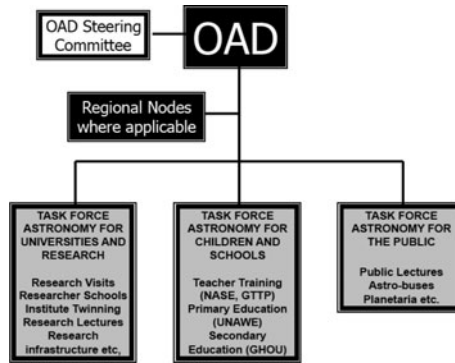 OAD Steering
Committee
OAD
Regional Nodes
where applicable
TASK FORCE
ASTRONOMY FOR
UNIVERSITIES AND
RESEARCH
Research Visits
Researcher Schools
Institute Twinning
Research Lectures
Research
infrastructure etc,
TASK FORCE
ASTRONOMY FOR
CHILDREN AND
SCHOOLS
Teacher Training
(NASE, GTTP)
Primary Education
(UNAWE)
Secondary
Education (GHOU)
TASK FORCE
ASTRONOMY FOR
THE PUBLIC
Public Lectures
Astro-buses
Planetaria etc.